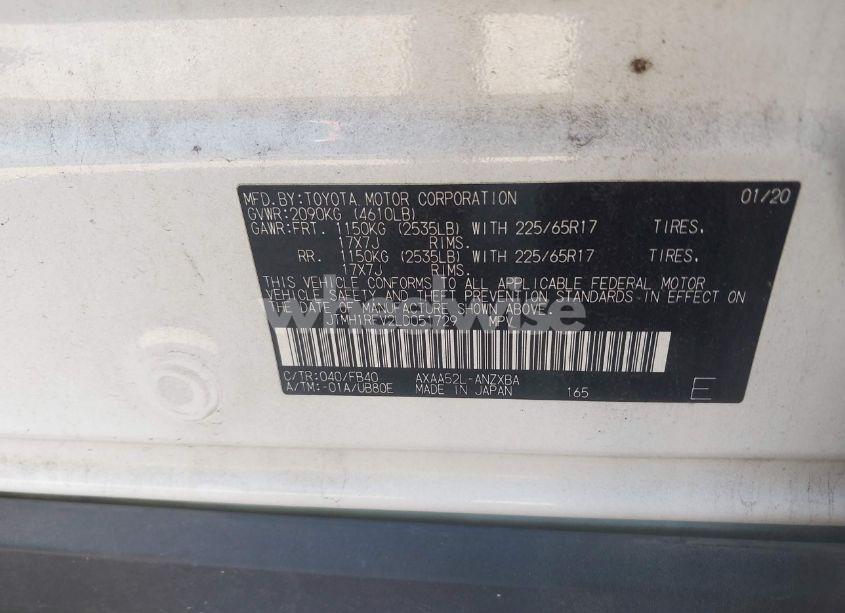 MFD.BY:TOYOTA MOTOR CORPORATION 01/20
GVWR:2090KG (4610LB)
GAWR:FRT. 1150KG (2535LB) WITH 225/65R17 TIRES.
17X7J RIMS.
RR. 1150KG (2535LB) WITH 225/65R17 TIRES.
17X7J RIMS.
THIS VEHICLE CONFORMS TO ALL APPLICABLE FEDERAL MOTOR
VEHICLE SAFETY AND THEFT PREVENTION STANDARDS IN EFFECT ON
THE DATE OF MANUFACTURE SHOWN ABOVE.
wheelwise
MPV
C/TR:040/FB40 AXAA52L-ANZXBA
A/TM:-01A/UB80E MADE IN JAPAN 165 E